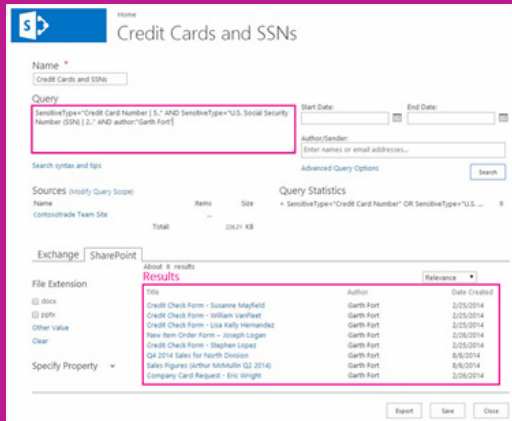 S
Home
Credit Cards and SSNs
Name *
Credit Cards and SSNs
Query
SensitiveType="Credit Card Number | 5.." AND SensitiveType="U.S. Social Security
Number (SSN) | 2.." AND author:"Garth Fort"
Start Date:
End Date:
Author/Sender:
Enter names or email addresses...
Search syntax and tips
Advanced Query Options
Search
Sources (Modify Query Scope)
Name Items Size
Contosotrade Team Site ...
Total: KB
Query Statistics
+ SensitiveType="Credit Card Number" OR SensitiveType="U.S. ... 8
Exchange SharePoint
About 8 results
Results
Relevance
File Extension
docx
pptx
Other Value
Clear
Specify Property
Title Author Date Created
Credit Check Form - Susanne Mayfield Garth Fort 2/25/2014
Credit Check Form - William VanFleet Garth Fort 2/25/2014
Credit Check Form - Lisa Kelly Hernandez Garth Fort 2/25/2014
New Item Order Form – Joseph Logan Garth Fort 2/26/2014
Credit Check Form - Stephen Lopez Garth Fort 2/25/2014
Q4 2014 Sales for North Division Garth Fort 8/8/2014
Sales Figures (Arthur McMullin Q2 2014) Garth Fort 8/8/2014
Company Card Request - Eric Wright Garth Fort 2/26/2014
Export Save Close